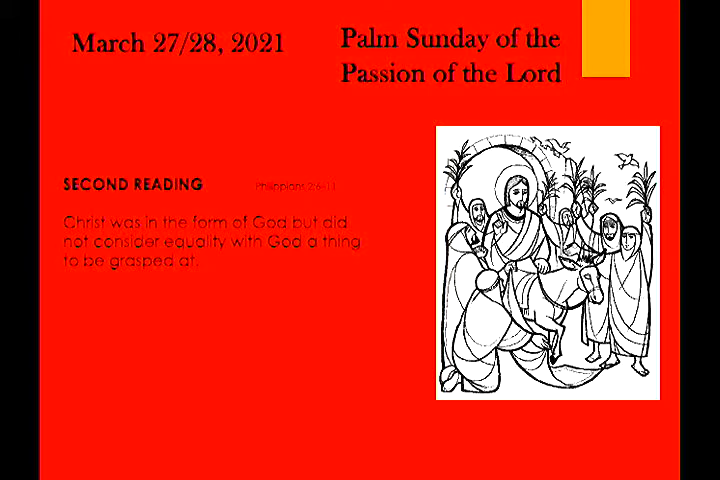 March 27/28, 2021
Palm Sunday of the
Passion of the Lord
SECOND READING Philippians 2:6-11
Christ was in the form of God but did
not consider equality with God a thing
to be grasped at.